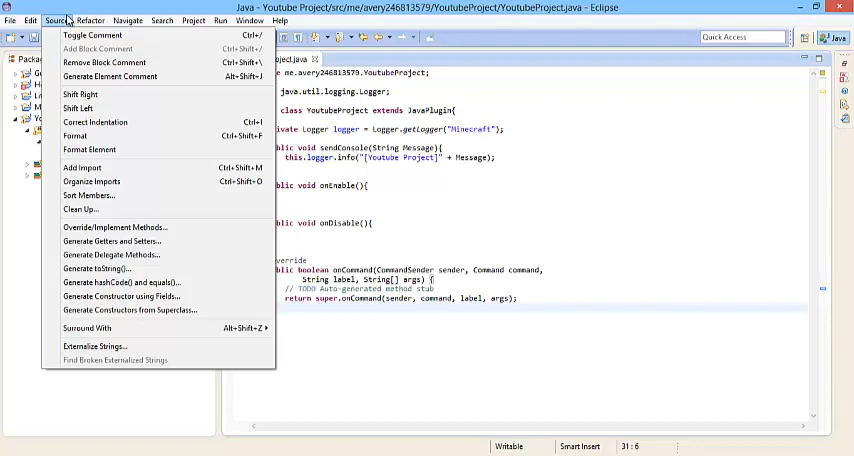 Java - Youtube Project/src/me/avery246813579/YoutubeProject/YoutubeProject.java - Eclipse
File Edit Source Refactor Navigate Search Project Run Window Help
Quick Access
Java
Toggle Comment Ctrl+/
Add Block Comment Ctrl+Shift+/
Remove Block Comment Ctrl+Shift+\
Generate Element Comment Alt+Shift+J
Shift Right
Shift Left
Correct Indentation Ctrl+I
Format Ctrl+Shift+F
Format Element
Add Import Ctrl+Shift+M
Organize Imports Ctrl+Shift+O
Sort Members...
Clean Up...
Override/Implement Methods...
Generate Getters and Setters...
Generate Delegate Methods...
Generate toString()...
Generate hashCode() and equals()...
Generate Constructor using Fields...
Generate Constructors from Superclass...
Surround With Alt+Shift+Z
Externalize Strings...
Find Broken Externalized Strings
ject.java
me.avery246813579.YoutubeProject;
java.util.logging.Logger;
class YoutubeProject extends JavaPlugin{
ivate Logger logger = Logger.getLogger("Minecraft");
blic void sendConsole(String Message){
this.logger.info("[Youtube Project]" + Message);
blic void onEnable(){
blic void onDisable(){
erride
blic boolean onCommand(CommandSender sender, Command command,
String label, String[] args) {
// TODO Auto-generated method stub
return super.onCommand(sender, command, label, args);
Writable Smart Insert 31 : 6